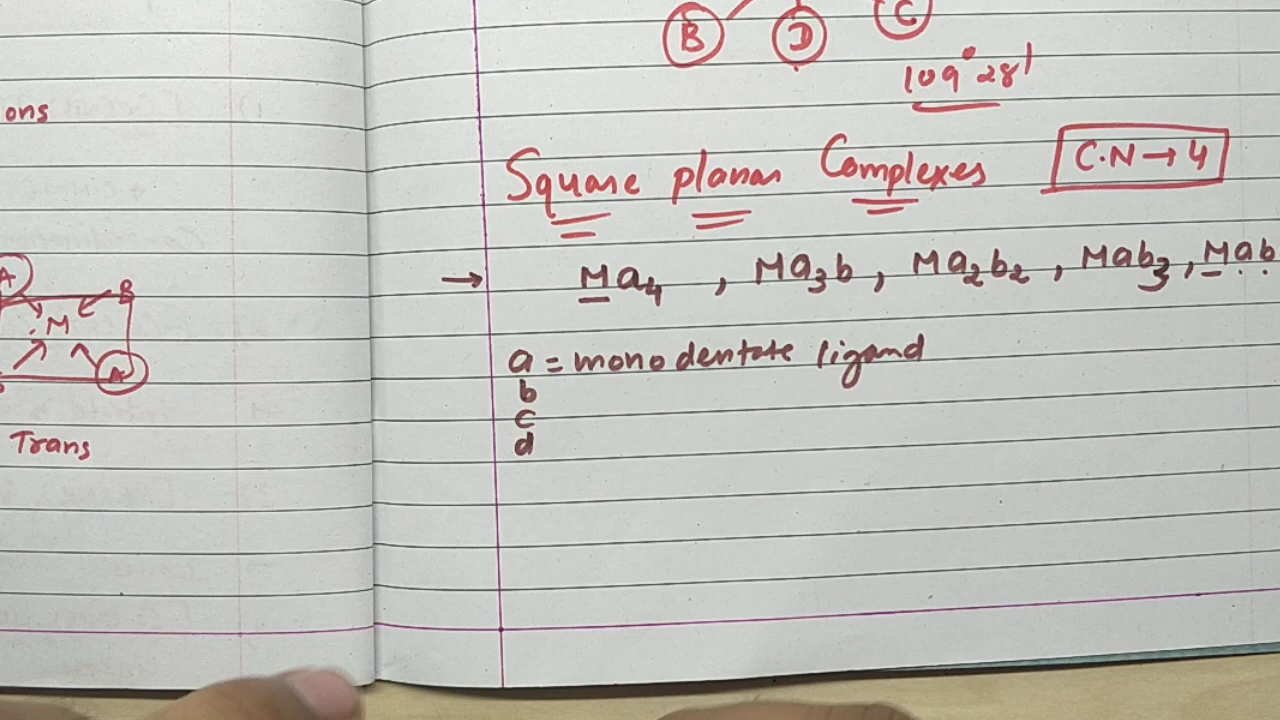 ons
A
B
M
A
Trans
B D C
109°28'
Square planar Complexes C.N→4
→ Ma₄, Ma₃b, Ma₂b₂, Mab₃, Mab
a = monodentate ligand
b
c
d